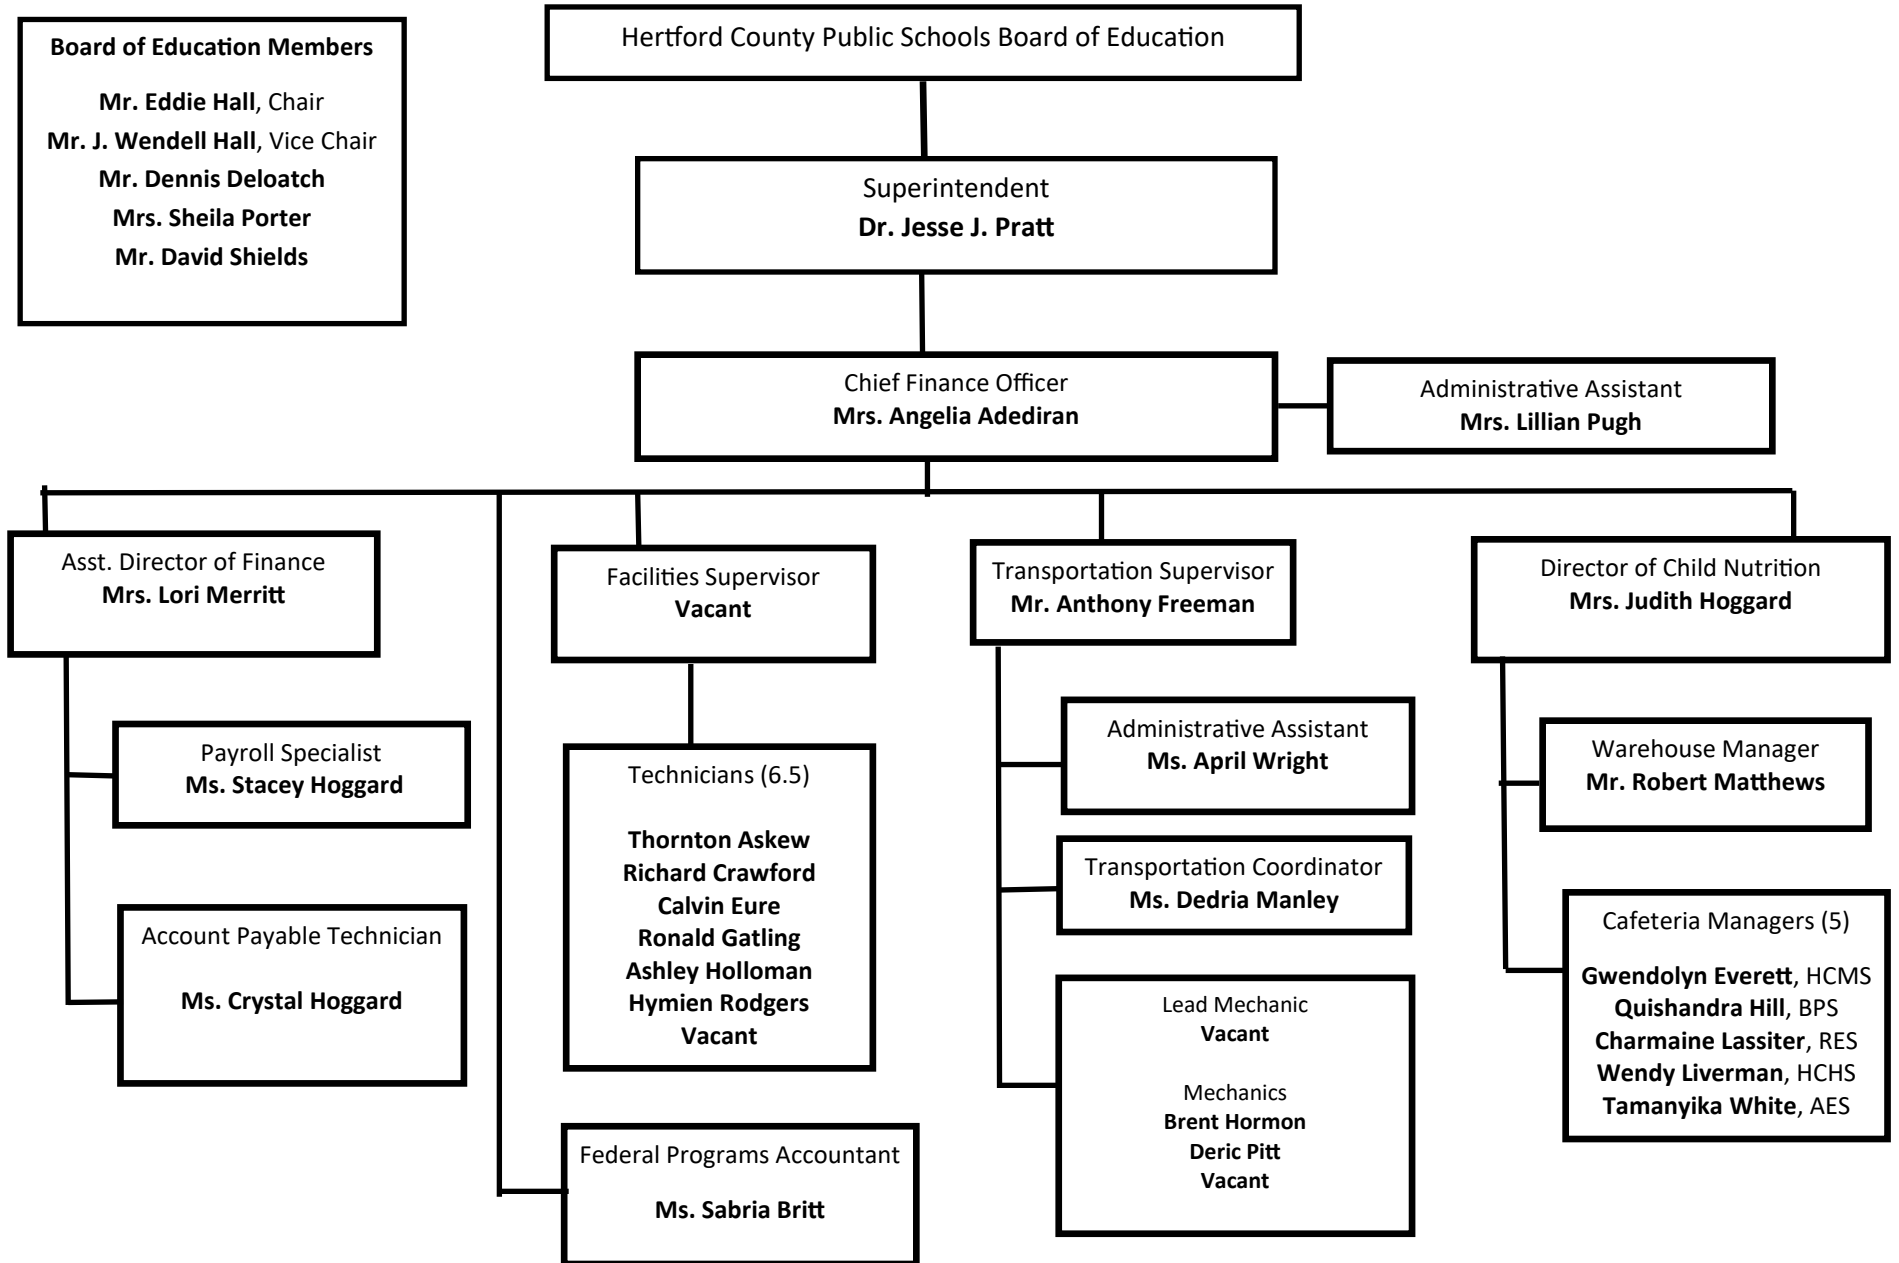 Board of Education Members
Mr. Eddie Hall, Chair
Mr. J. Wendell Hall, Vice Chair
Mr. Dennis Deloatch
Mrs. Sheila Porter
Mr. David Shields
Hertford County Public Schools Board of Education
Superintendent
Dr. Jesse J. Pratt
Chief Finance Officer
Mrs. Angelia Adediran
Administrative Assistant
Mrs. Lillian Pugh
Asst. Director of Finance
Mrs. Lori Merritt
Payroll Specialist
Ms. Stacey Hoggard
Account Payable Technician
Ms. Crystal Hoggard
Facilities Supervisor
Vacant
Technicians (6.5)
Thornton Askew
Richard Crawford
Calvin Eure
Ronald Gatling
Ashley Holloman
Hymien Rodgers
Vacant
Federal Programs Accountant
Ms. Sabria Britt
Transportation Supervisor
Mr. Anthony Freeman
Administrative Assistant
Ms. April Wright
Transportation Coordinator
Ms. Dedria Manley
Lead Mechanic
Vacant
Mechanics
Brent Hormon
Deric Pitt
Vacant
Director of Child Nutrition
Mrs. Judith Hoggard
Warehouse Manager
Mr. Robert Matthews
Cafeteria Managers (5)
Gwendolyn Everett, HCMS
Quishandra Hill, BPS
Charmaine Lassiter, RES
Wendy Liverman, HCHS
Tamanyika White, AES